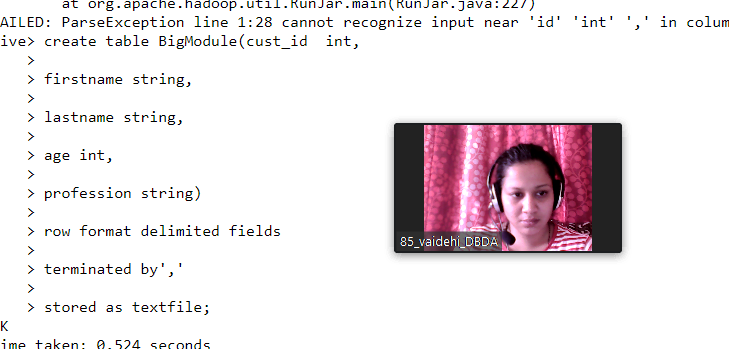 at org.apache.hadoop.util.RunJar.main(RunJar.java:227)
AILED: ParseException line 1:28 cannot recognize input near 'id' 'int' ',' in colum
ive> create table BigModule(cust_id  int,
>
> firstname string,
>
> lastname string,
>
> age int,
>
> profession string)
>
> row format delimited fields
>
> terminated by','
>
> stored as textfile;
K
ime taken: 0.524 seconds
85_vaidehi_DBDA